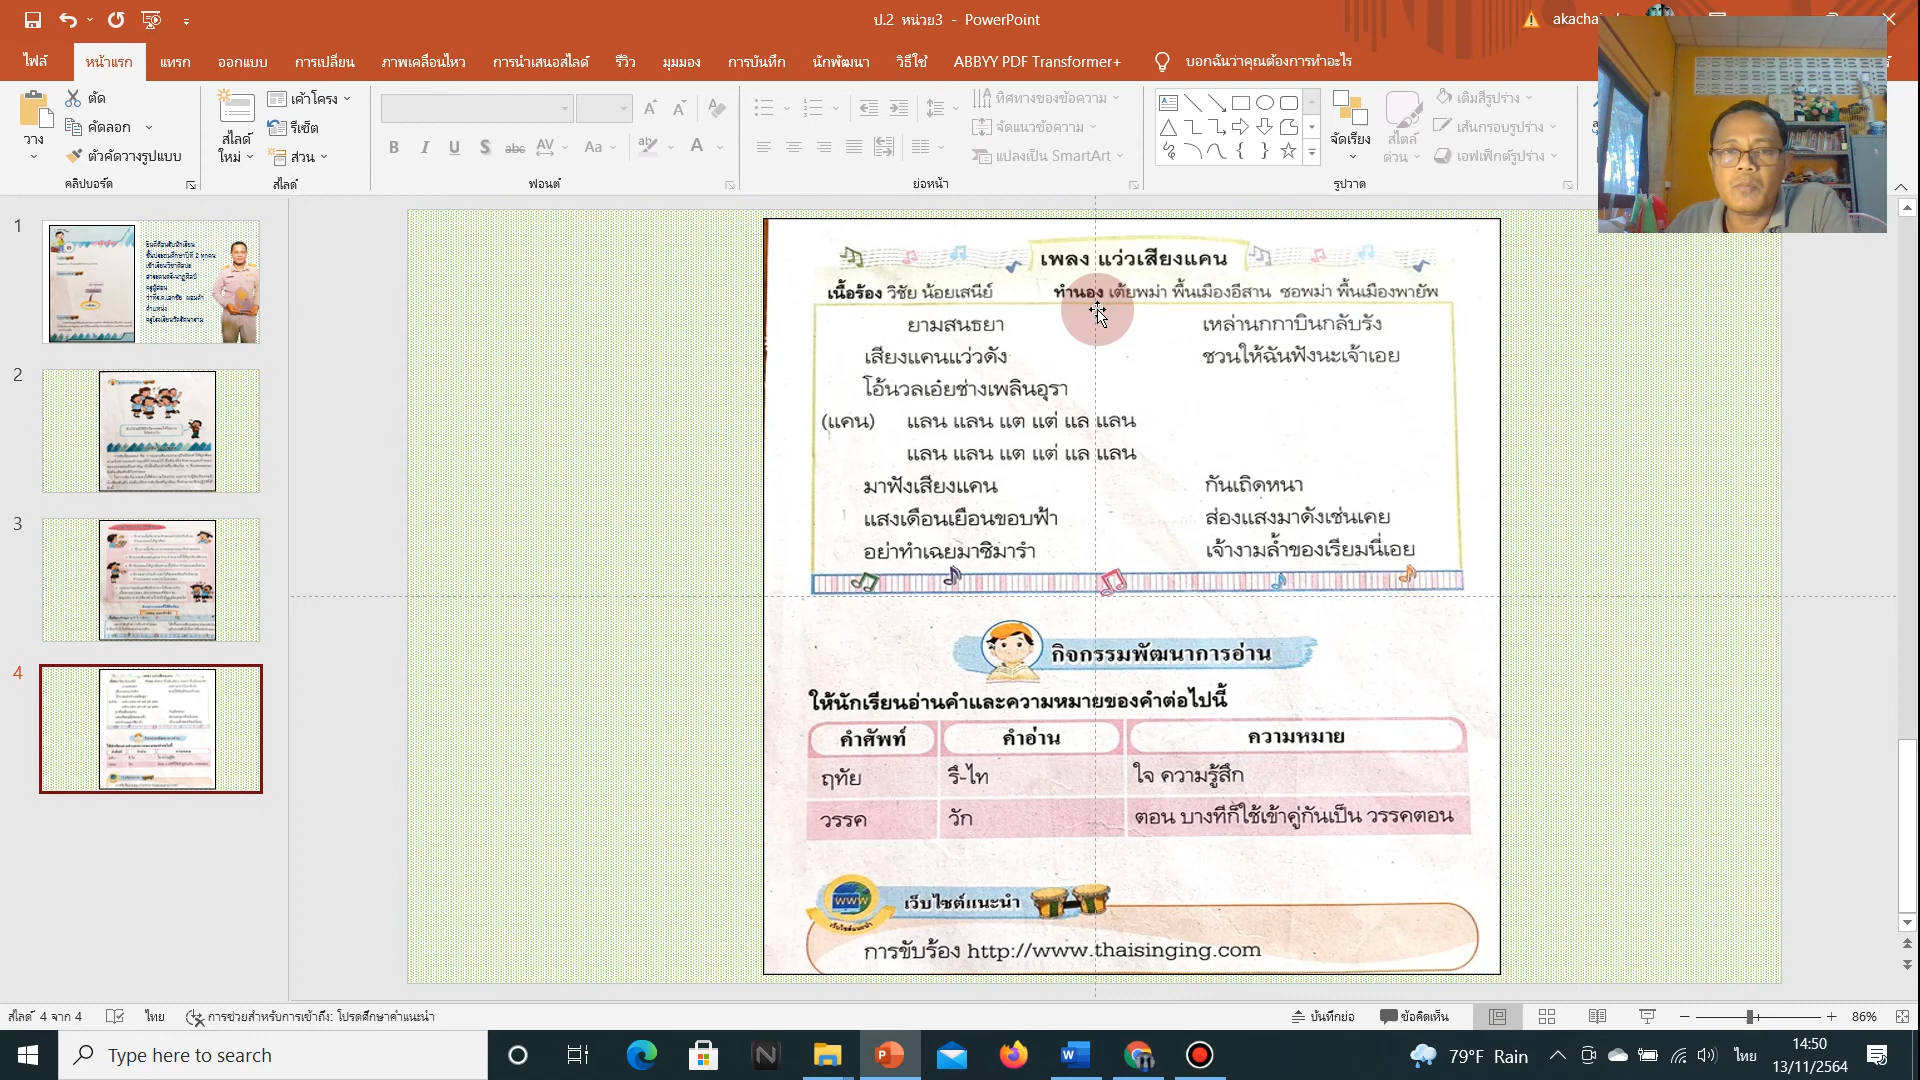 ป.2 หน่วย3 - PowerPoint
ไฟล์ หน้าแรก แทรก ออกแบบ การเปลี่ยน ภาพเคลื่อนไหว การนำเสนอสไลด์ รีวิว มุมมอง การบันทึก นักพัฒนา วิธีใช้ ABBYY PDF Transformer+ บอกฉันว่าคุณต้องการทำอะไร
วาง
ตัด
คัดลอก
ตัวคัดวางรูปแบบ
คลิปบอร์ด
สไลด์
ใหม่
เค้าโครง
รีเซ็ต
ส่วน
สไลด์
ฟอนต์
ทิศทางของข้อความ
จัดแนวข้อความ
แปลงเป็น SmartArt
ย่อหน้า
จัดเรียง
สไตล์
ด่วน
เติมสีรูปร่าง
เส้นกรอบรูปร่าง
เอฟเฟ็กต์รูปร่าง
รูปวาด
1
2
3
4
เพลง แว่วเสียงแคน
เนื้อร้อง วิชัย น้อยเสนีย์ ทำนอง เต้ยพม่า พื้นเมืองอีสาน ซอพม่า พื้นเมืองพายัพ
ยามสนธยา เหล่านกกาบินกลับรัง
เสียงแคนแว่วดัง ชวนให้ฉันฟังนะเจ้าเอย
โอ้นวลเอ๋ยช่างเพลินอุรา
(แคน) แลน แลน แต แต่ แล แลน
แลน แลน แต แต่ แล แลน
มาฟังเสียงแคน กันเถิดหนา
แสงเดือนเยือนขอบฟ้า ส่องแสงมาดังเช่นเคย
อย่าทำเฉยมาซิมารำ เจ้างามล้ำของเรียมนี่เอย
กิจกรรมพัฒนาการอ่าน
ให้นักเรียนอ่านคำและความหมายของคำต่อไปนี้
คำศัพท์ คำอ่าน ความหมาย
ฤทัย รึ-ไท ใจ ความรู้สึก
วรรค วัก ตอน บางทีก็ใช้เข้าคู่กันเป็น วรรคตอน
www เว็บไซต์แนะนำ
เว็บไซต์แนะนำ
การขับร้อง http://www.thaisinging.com
สไลด์ 4 จาก 4 ไทย การช่วยสำหรับการเข้าถึง: โปรดศึกษาคำแนะนำ บันทึกย่อ ข้อคิดเห็น 86%
Type here to search
79°F Rain ไทย
14:50
13/11/2564